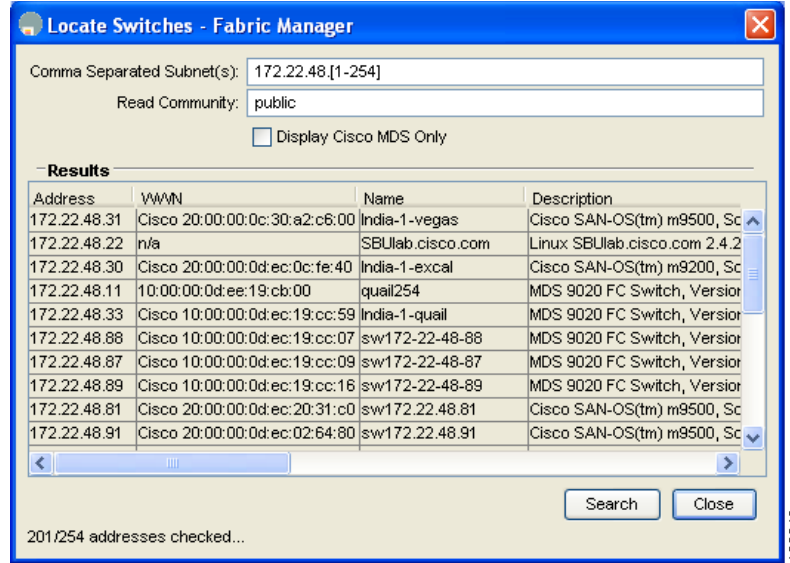 Locate Switches - Fabric Manager
Comma Separated Subnet(s): 172.22.48.[1-254]
Read Community: public
Display Cisco MDS Only
Results
Address WWN Name Description
172.22.48.31 Cisco 20:00:00:0c:30:a2:c6:00 India-1-vegas Cisco SAN-OS(tm) m9500, Sc
172.22.48.22 n/a SBUlab.cisco.com Linux SBUlab.cisco.com 2.4.2
172.22.48.30 Cisco 20:00:00:0d:ec:0c:fe:40 India-1-excal Cisco SAN-OS(tm) m9200, Sc
172.22.48.11 10:00:00:0d:ee:19:cb:00 quail254 MDS 9020 FC Switch, Version
172.22.48.33 Cisco 10:00:00:0d:ec:19:cc:59 India-1-quail MDS 9020 FC Switch, Version
172.22.48.88 Cisco 10:00:00:0d:ec:19:cc:07 sw172-22-48-88 MDS 9020 FC Switch, Version
172.22.48.87 Cisco 10:00:00:0d:ec:19:cc:09 sw172-22-48-87 MDS 9020 FC Switch, Version
172.22.48.89 Cisco 10:00:00:0d:ec:19:cc:16 sw172-22-48-89 MDS 9020 FC Switch, Version
172.22.48.81 Cisco 20:00:00:0d:ec:20:31:c0 sw172.22.48.81 Cisco SAN-OS(tm) m9500, Sc
172.22.48.91 Cisco 20:00:00:0d:ec:02:64:80 sw172.22.48.91 Cisco SAN-OS(tm) m9500, Sc
Search Close
201/254 addresses checked...